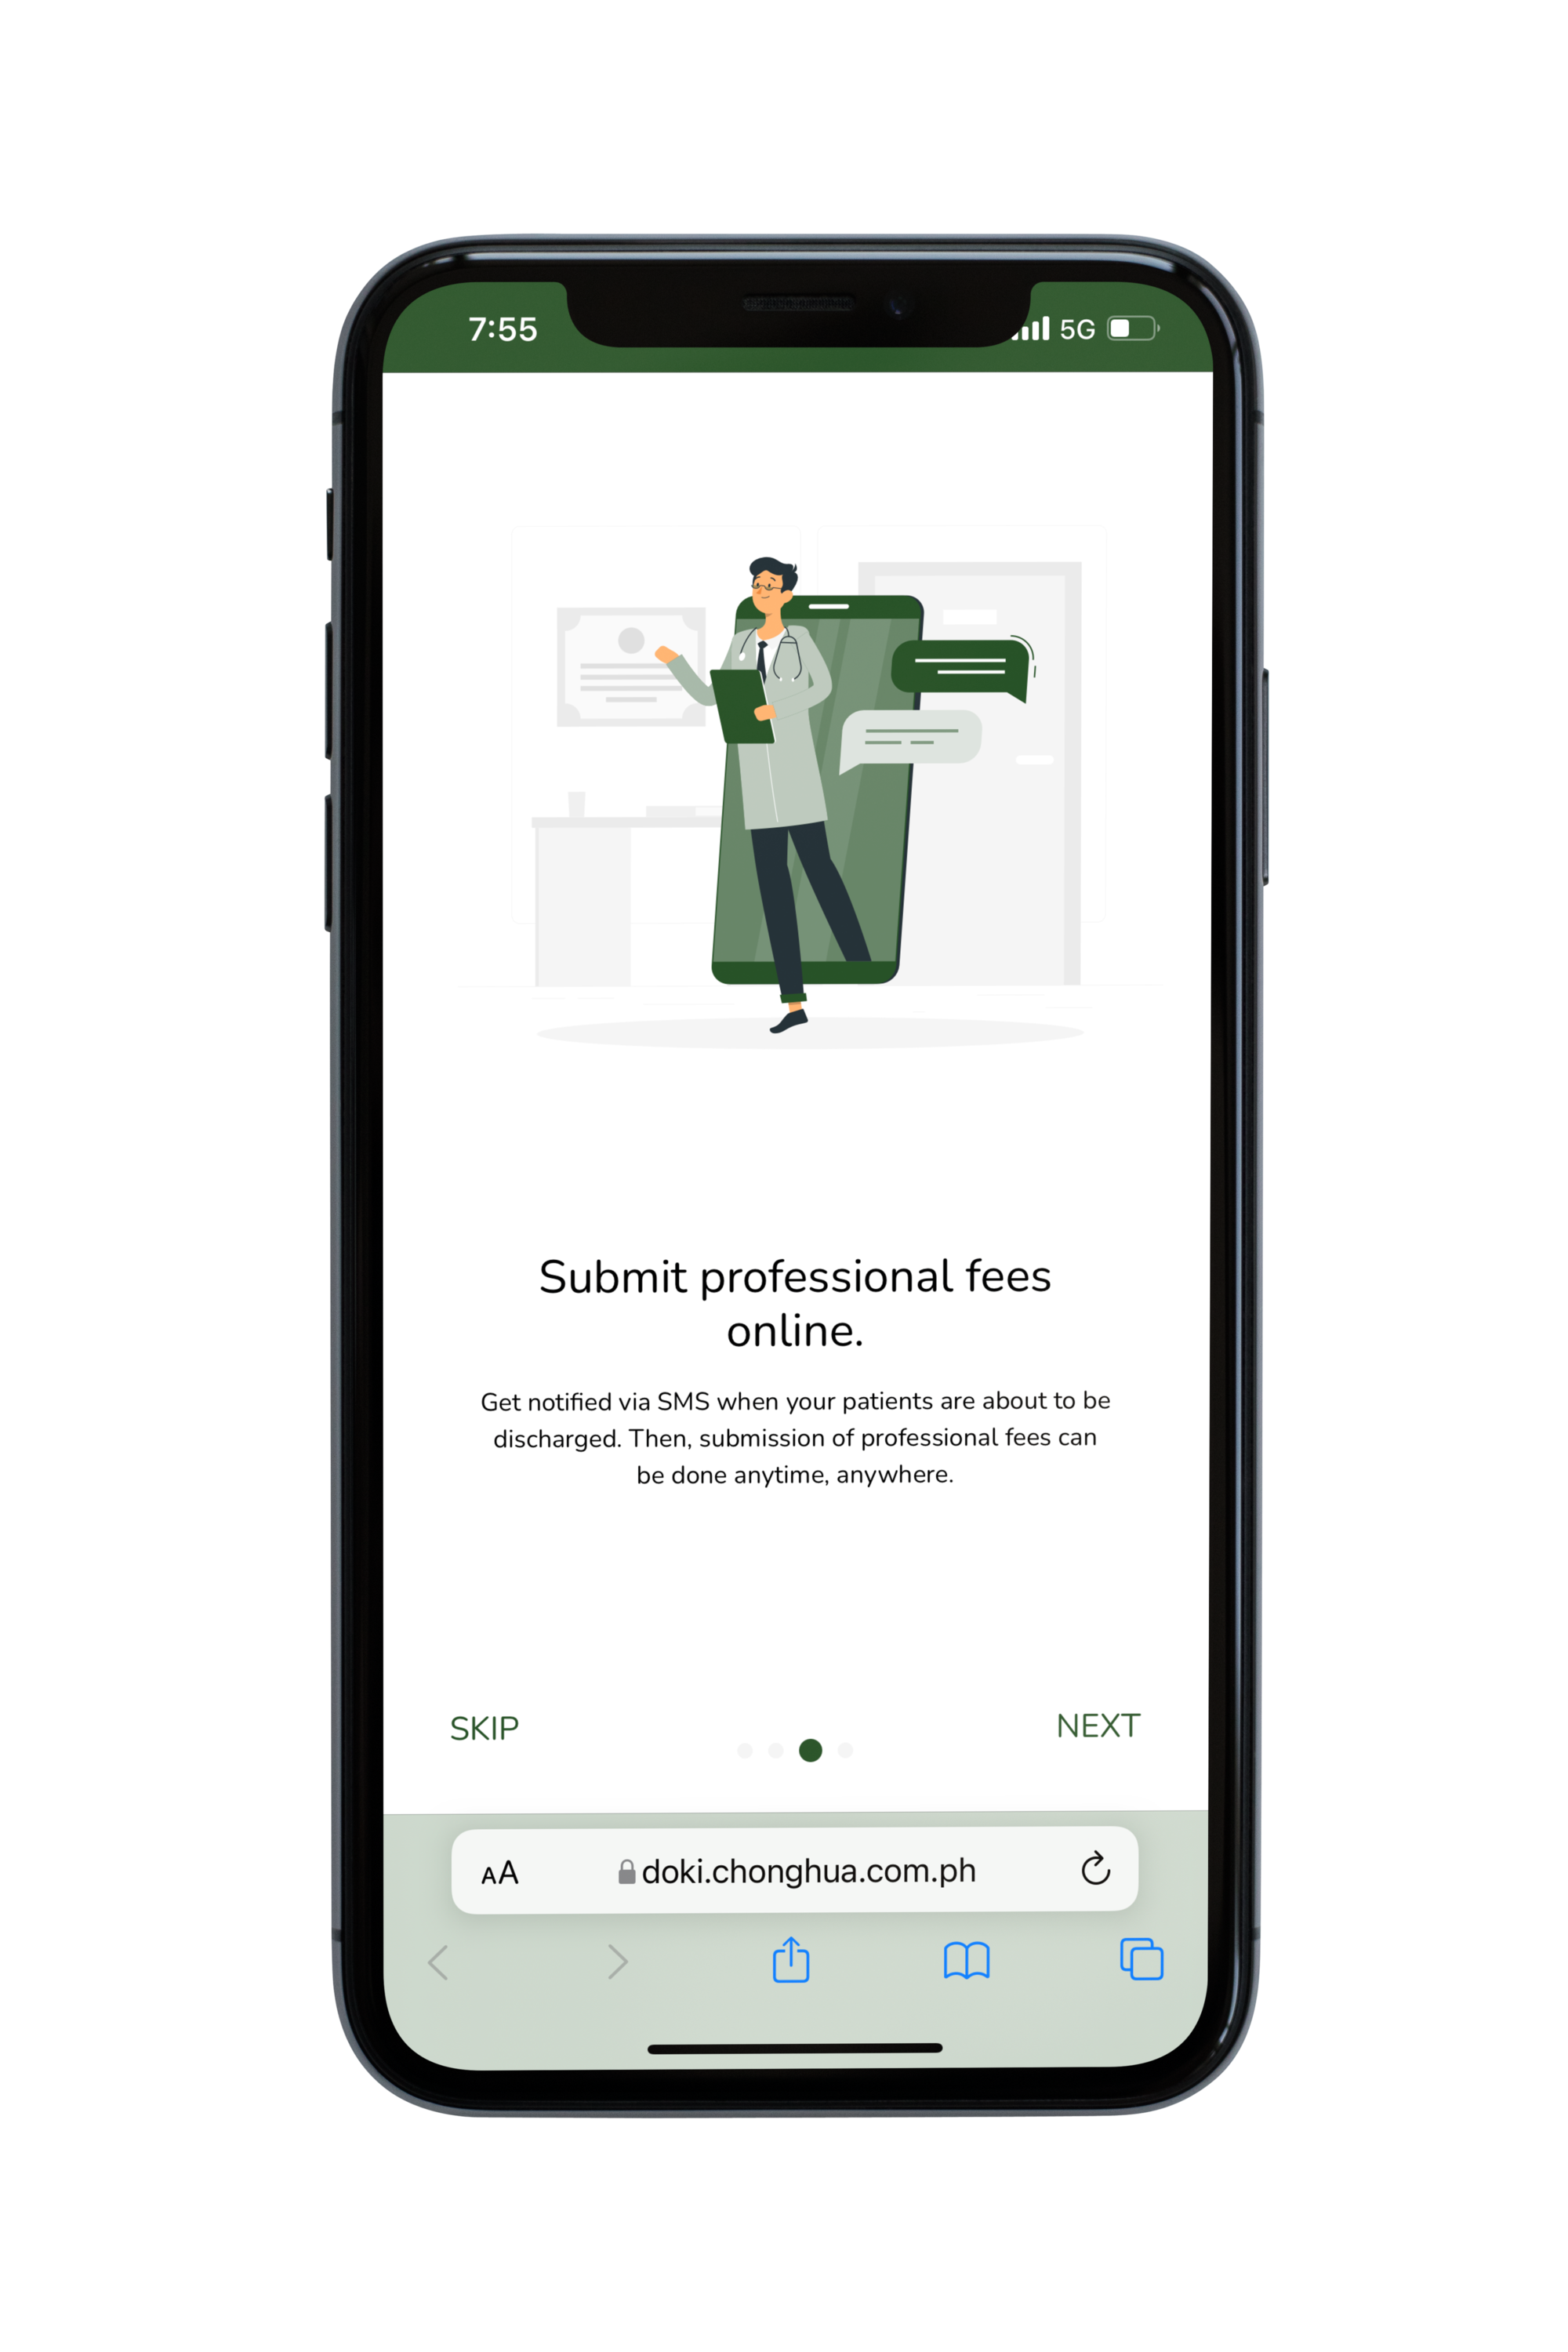 7:55
5G
Submit professional fees
online.
Get notified via SMS when your patients are about to be
discharged. Then, submission of professional fees can
be done anytime, anywhere.
SKIP
NEXT
AA
doki.chonghua.com.ph